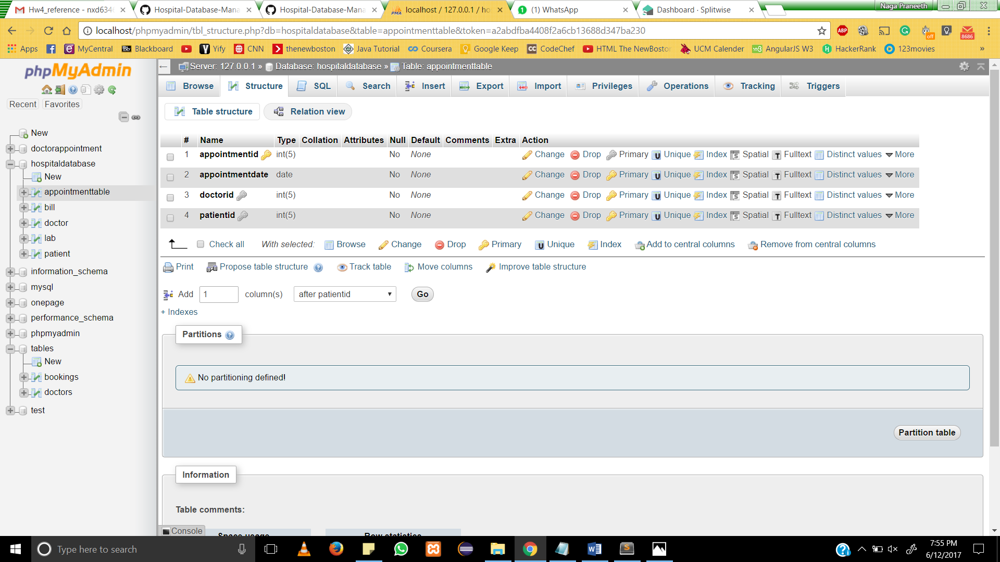 Hw4_reference - nxd6346
Hospital-Database-Mana
Hospital-Database-Mana
localhost / 127.0.0.1 / ho
(1) WhatsApp
Dashboard · Splitwise
Naga Praneeth
localhost/phpmyadmin/tbl_structure.php?db=hospitaldatabase&table=appointmenttable&token=a2abdfba4408f2a6cb13688d347ba230
ABP
off
8686
Apps
MyCentral
Bb Blackboard
Yify
CNN
thenewboston
Java Tutorial
Coursera
Google Keep
CC CodeChef
HTML The NewBosto
UCM Calender
w3 AngularJS W3
HackerRank
123movies
»
phpMyAdmin
Recent
Favorites
New
doctorappointment
hospitaldatabase
New
appointmenttable
bill
doctor
lab
patient
information_schema
mysql
onepage
performance_schema
phpmyadmin
tables
New
bookings
doctors
test
Server: 127.0.0.1 » Database: hospitaldatabase » Table: appointmenttable
Browse Structure SQL Search Insert Export Import Privileges Operations Tracking Triggers
Table structure Relation view
# Name Type Collation Attributes Null Default Comments Extra Action
1 appointmentid int(5) No None Change Drop Primary U Unique Index S Spatial T Fulltext Distinct values More
2 appointmentdate date No None Change Drop Primary U Unique Index S Spatial T Fulltext Distinct values More
3 doctorid int(5) No None Change Drop Primary U Unique Index S Spatial T Fulltext Distinct values More
4 patientid int(5) No None Change Drop Primary U Unique Index S Spatial T Fulltext Distinct values More
Check all With selected: Browse Change Drop Primary U Unique Index Add to central columns Remove from central columns
Print Propose table structure Track table Move columns Improve table structure
Add 1 column(s) after patientid Go
+ Indexes
Partitions
No partitioning defined!
Partition table
Information
Table comments:
Console
Space usage
Row statistics
Type here to search
7:55 PM
6/12/2017